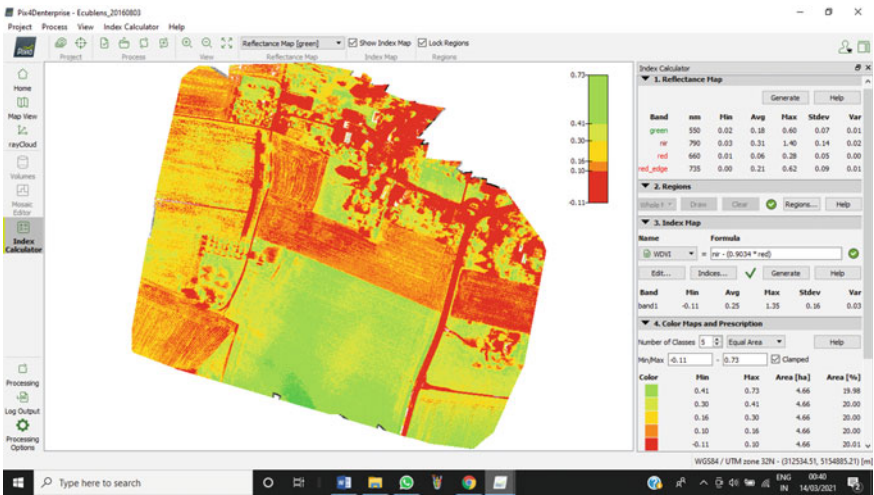 Pix4Denterprise - Ecublens_20160803
Project Process View Index Calculator Help
Reflectance Map [green] Show Index Map Lock Regions
Project Process View Reflectance Map Index Map Regions
Home
Map View
rayCloud
Volumes
Mosaic
Editor
Index
Calculator
Processing
Log Output
Processing
Options
0.73
0.41
0.30
0.16
0.10
-0.11
Index Calculator
1. Reflectance Map
Generate Help
Band nm Min Avg Max Stdev Var
green 550 0.02 0.18 0.60 0.07 0.01
nir 790 0.03 0.31 1.40 0.14 0.02
red 660 0.01 0.06 0.28 0.05 0.00
red_edge 735 0.00 0.21 0.62 0.09 0.01
2. Regions
Draw Clear Regions... Help
3. Index Map
Name Formula
WDVI = nir - (0.9034 * red)
Edit... Indices... Generate Help
Band Min Avg Max Stdev Var
band1 -0.11 0.25 1.35 0.16 0.03
4. Color Maps and Prescription
Number of Classes 5 Equal Area Help
Min/Max -0.11 - 0.73 Clamped
Color Min Max Area [ha] Area [%]
0.41 0.73 4.66 19.98
0.30 0.41 4.66 20.00
0.16 0.30 4.66 20.00
0.10 0.16 4.66 20.00
-0.11 0.10 4.66 20.01
WGS84 / UTM zone 32N - (312534.51, 5154885.21) [m]
Type here to search
ENG 00:40
IN 14/03/2021